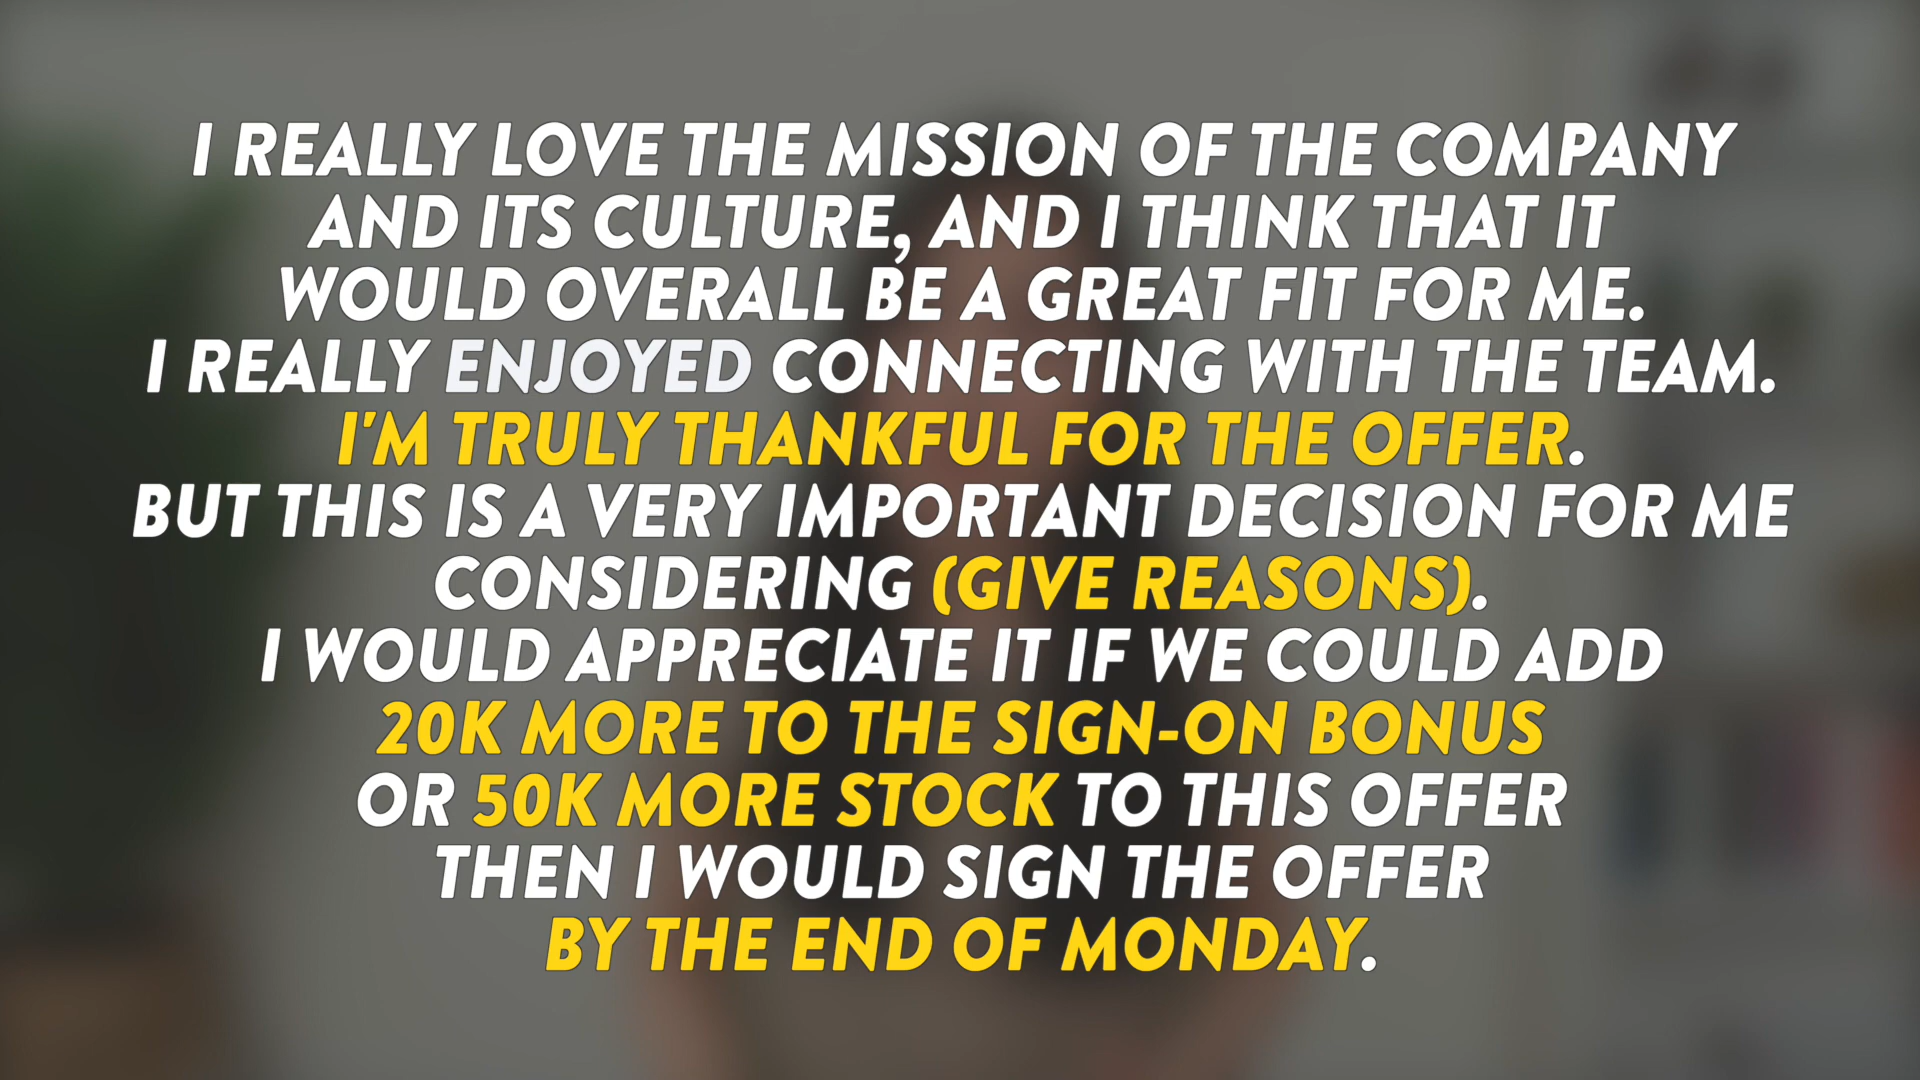 I REALLY LOVE THE MISSION OF THE COMPANY
AND ITS CULTURE, AND I THINK THAT IT
WOULD OVERALL BE A GREAT FIT FOR ME.
I REALLY ENJOYED CONNECTING WITH THE TEAM.
I'M TRULY THANKFUL FOR THE OFFER.
BUT THIS IS A VERY IMPORTANT DECISION FOR ME
CONSIDERING (GIVE REASONS).
I WOULD APPRECIATE IT IF WE COULD ADD
20K MORE TO THE SIGN-ON BONUS
OR 50K MORE STOCK TO THIS OFFER
THEN I WOULD SIGN THE OFFER
BY THE END OF MONDAY.